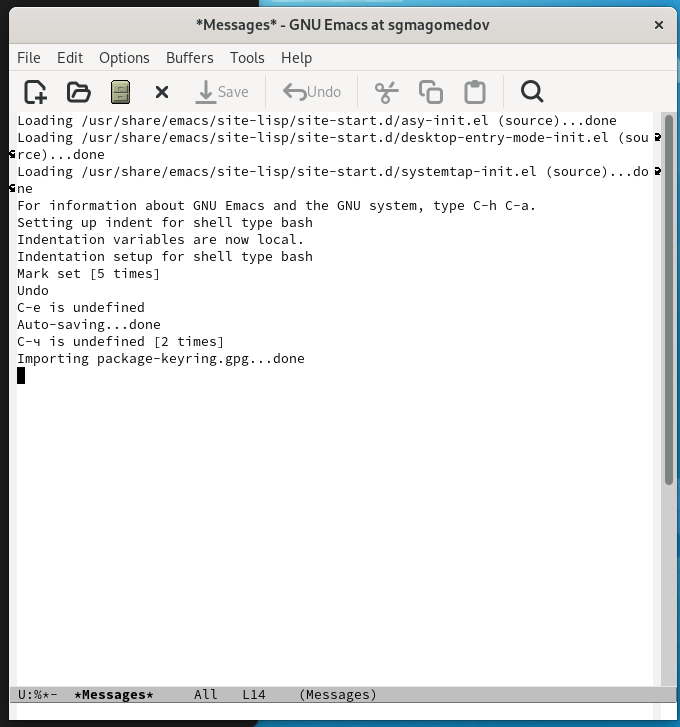 *Messages* - GNU Emacs at sgmagomedov
File Edit Options Buffers Tools Help
Save Undo
Loading /usr/share/emacs/site-lisp/site-start.d/asy-init.el (source)...done
Loading /usr/share/emacs/site-lisp/site-start.d/desktop-entry-mode-init.el (sou
rce)...done
Loading /usr/share/emacs/site-lisp/site-start.d/systemtap-init.el (source)...do
ne
For information about GNU Emacs and the GNU system, type C-h C-a.
Setting up indent for shell type bash
Indentation variables are now local.
Indentation setup for shell type bash
Mark set [5 times]
Undo
C-e is undefined
Auto-saving...done
C-ч is undefined [2 times]
Importing package-keyring.gpg...done
U:%*- *Messages* All L14 (Messages)